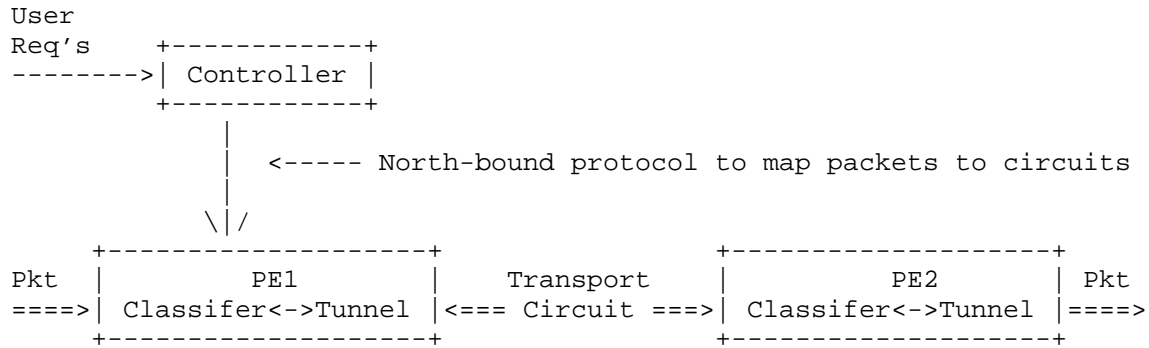 User
Req's     +------------+
-------->| Controller |
+------------+
|
|  <----- North-bound protocol to map packets to circuits
|
\|/
+--------------------+                 +--------------------+
Pkt  |        PE1         |    Transport    |        PE2         | Pkt
====>| Classifer<->Tunnel |<=== Circuit ===>| Classifer<->Tunnel |====>
+--------------------+                 +--------------------+